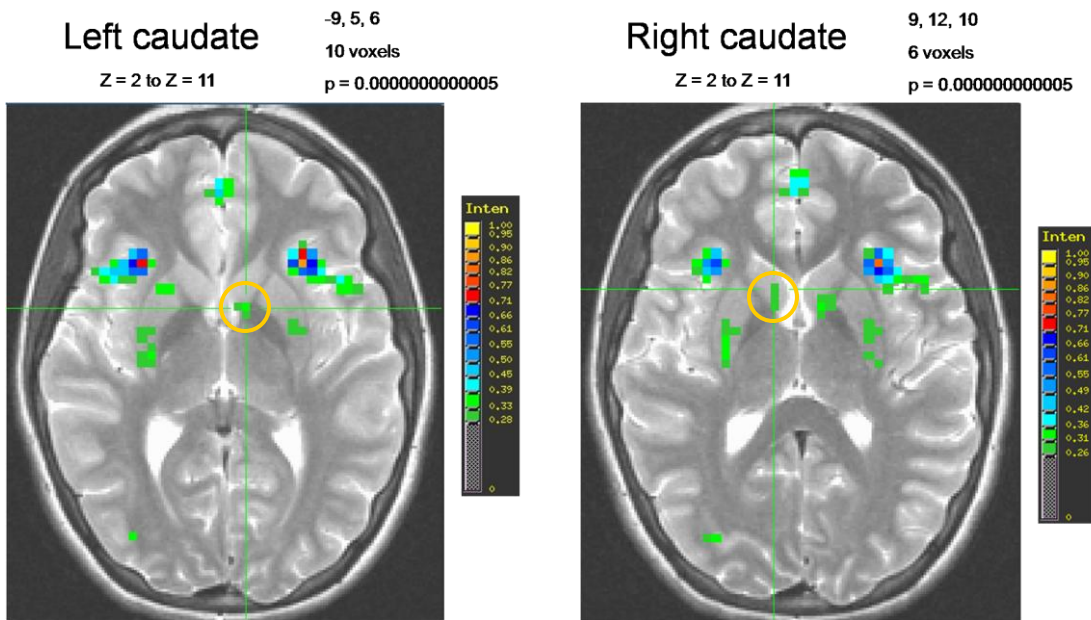 Left caudate
-9, 5, 6
10 voxels
Z = 2 to Z = 11
p = 0.0000000000005
Right caudate
9, 12, 10
6 voxels
Z = 2 to Z = 11
p = 0.000000000005
Inten
1.00
0.95
0.90
0.86
0.82
0.77
0.71
0.66
0.61
0.55
0.50
0.45
0.39
0.33
0.28
0
Inten
1.00
0.95
0.90
0.86
0.82
0.77
0.71
0.66
0.61
0.55
0.49
0.42
0.36
0.31
0.26
0